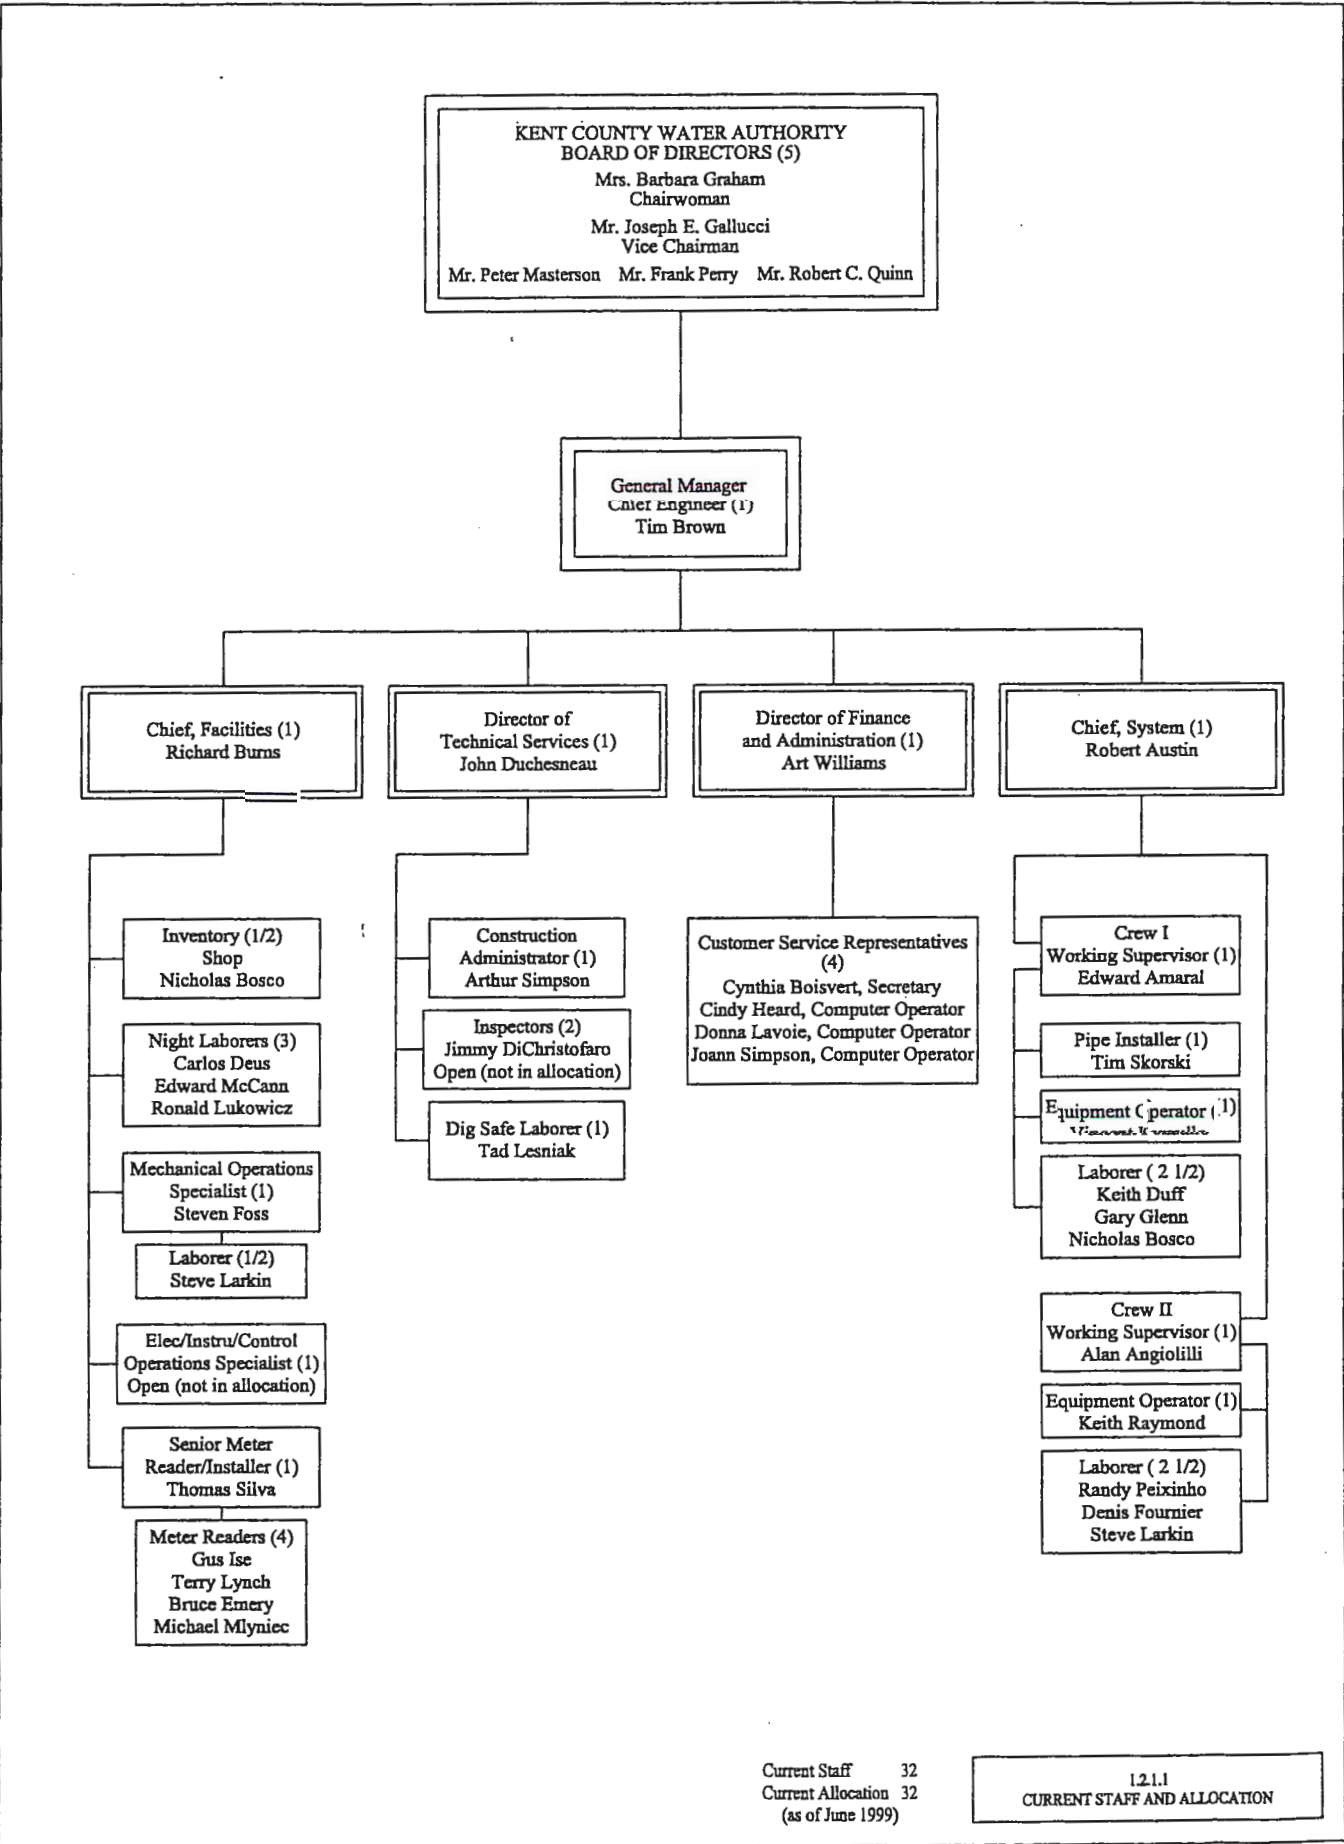 KENT COUNTY WATER AUTHORITY
BOARD OF DIRECTORS (5)
Mrs. Barbara Graham
Chairwoman
Mr. Joseph E. Gallucci
Vice Chairman
Mr. Peter Masterson Mr. Frank Perry Mr. Robert C. Quinn
General Manager
Chief Engineer (1)
Tim Brown
Chief, Facilities (1)
Richard Burns
Director of
Technical Services (1)
John Duchesneau
Director of Finance
and Administration (1)
Art Williams
Chief, System (1)
Robert Austin
Inventory (1/2)
Shop
Nicholas Bosco
Night Laborers (3)
Carlos Deus
Edward McCann
Ronald Lukowicz
Mechanical Operations
Specialist (1)
Steven Foss
Laborer (1/2)
Steve Larkin
Elec/Instru/Control
Operations Specialist (1)
Open (not in allocation)
Senior Meter
Reader/Installer (1)
Thomas Silva
Meter Readers (4)
Gus Ise
Terry Lynch
Bruce Emery
Michael Mlyniec
Construction
Administrator (1)
Arthur Simpson
Inspectors (2)
Jimmy DiChristofaro
Open (not in allocation)
Dig Safe Laborer (1)
Tad Lesniak
Customer Service Representatives
(4)
Cynthia Boisvert, Secretary
Cindy Heard, Computer Operator
Donna Lavoie, Computer Operator
Joann Simpson, Computer Operator
Crew I
Working Supervisor (1)
Edward Amaral
Pipe Installer (1)
Tim Skorski
Equipment Operator (1)
Laborer ( 2 1/2)
Keith Duff
Gary Glenn
Nicholas Bosco
Crew II
Working Supervisor (1)
Alan Angiolilli
Equipment Operator (1)
Keith Raymond
Laborer ( 2 1/2)
Randy Peixinho
Denis Fournier
Steve Larkin
Current Staff 32
Current Allocation 32
(as of June 1999)
1.2.1.1
CURRENT STAFF AND ALLOCATION